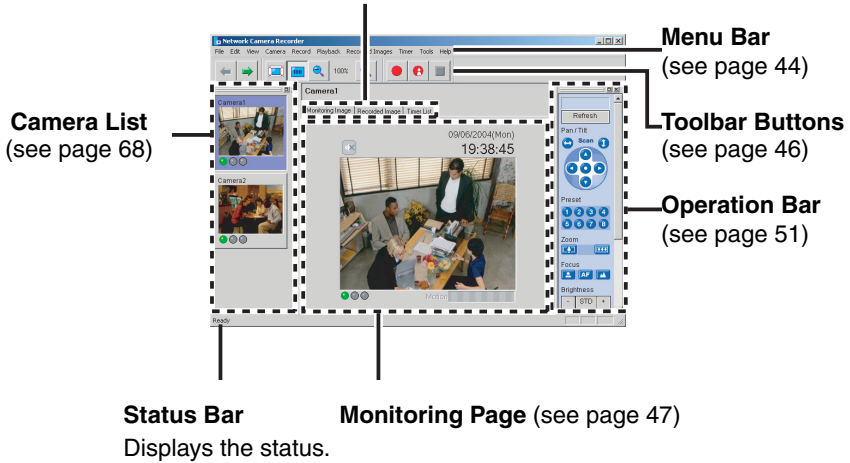 Network Camera Recorder
File Edit View Camera Record Playback Recorded Images Timer Tools Help
Menu Bar
(see page 44)
100%
Camera1
Camera1
Monitoring Image Recorded Image Timer List
Refresh
Pan/Tilt
Scan
Camera List
(see page 68)
Toolbar Buttons
(see page 46)
09/06/2004(Mon)
19:38:45
Camera2
Preset
1 2 3 4
5 6 7 8
Operation Bar
(see page 51)
Zoom
Focus
AF
Brightness
- STD +
Motion
Ready
Status Bar
Displays the status.
Monitoring Page (see page 47)